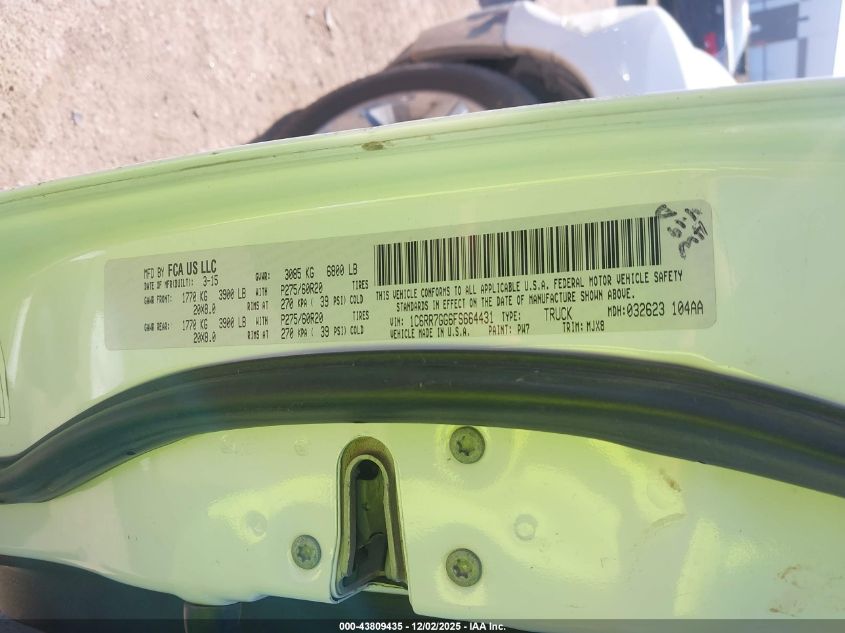 MFD BY FCA US LLC GVWR: 3085 KG 6800 LB
DATE OF MFR(BUILT): 3-15
GAWR FRONT: 1770 KG 3900 LB WITH P275/60R20 TIRES
20X8.0 RIMS AT 270 KPA ( 39 PSI) COLD
GAWR REAR: 1770 KG 3900 LB WITH P275/60R20 TIRES
20X8.0 RIMS AT 270 KPA ( 39 PSI) COLD
THIS VEHICLE CONFORMS TO ALL APPLICABLE U.S.A. FEDERAL MOTOR VEHICLE SAFETY
STANDARDS IN EFFECT ON THE DATE OF MANUFACTURE SHOWN ABOVE.
VIN: 1C6RR7GG6FS664431 TYPE: TRUCK MDH: 032623 104AA
VEHICLE MADE IN U.S.A. PAINT: PW7 TRIM: MJX8
000-43809435 - 12/02/2025 - IAA Inc.